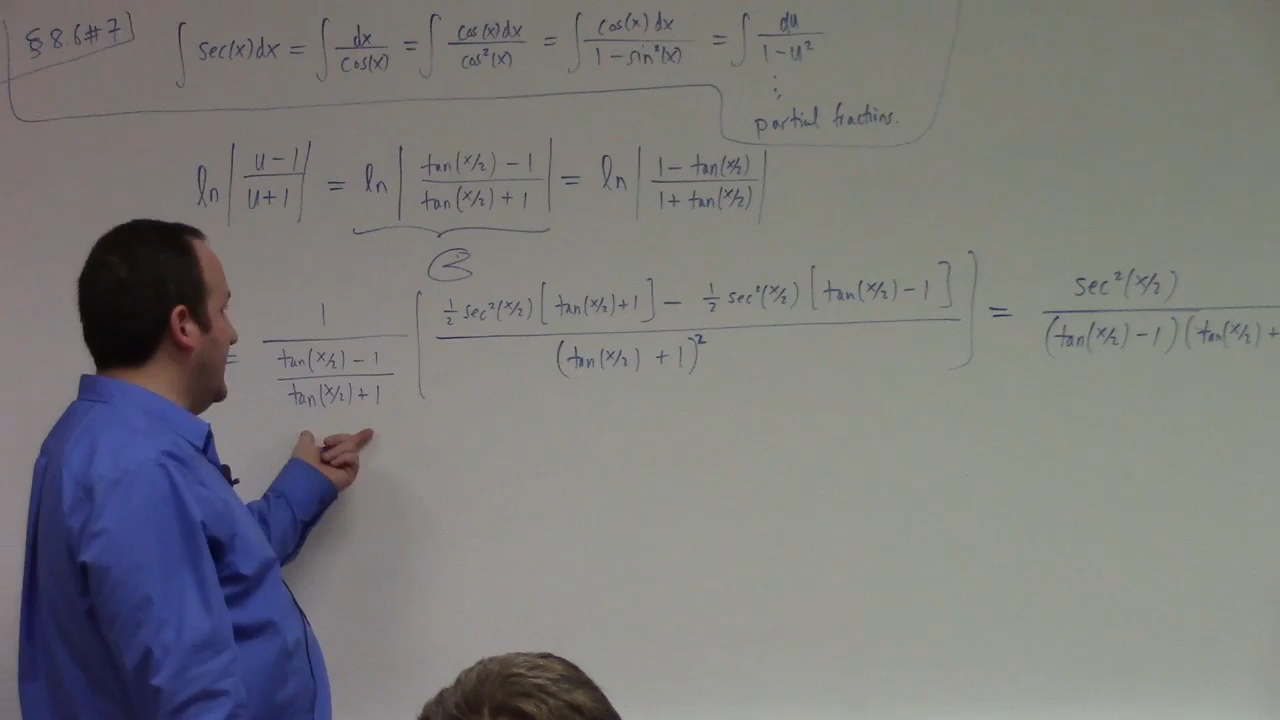 § 8.6 #7
∫ sec(x)dx = ∫ dx/cos(x) = ∫ cos(x)dx/cos²(x) = ∫ cos(x)dx/(1 - sin²(x)) = ∫ du/(1 - u²)
⋮
partial fractions.
ln |(u - 1)/(u + 1)| = ln |(tan(x/2) - 1)/(tan(x/2) + 1)| = ln |(1 - tan(x/2))/(1 + tan(x/2))|
= 1/((tan(x/2) - 1)/(tan(x/2) + 1)) [(½ sec²(x/2) [tan(x/2) + 1] - ½ sec²(x/2) [tan(x/2) - 1])/(tan(x/2) + 1)²] = sec²(x/2)/((tan(x/2) - 1)(tan(x/2) +